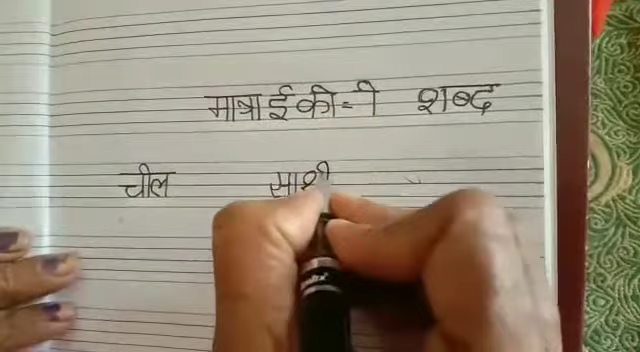 मात्रा ई की - ी शब्द
चील साथी